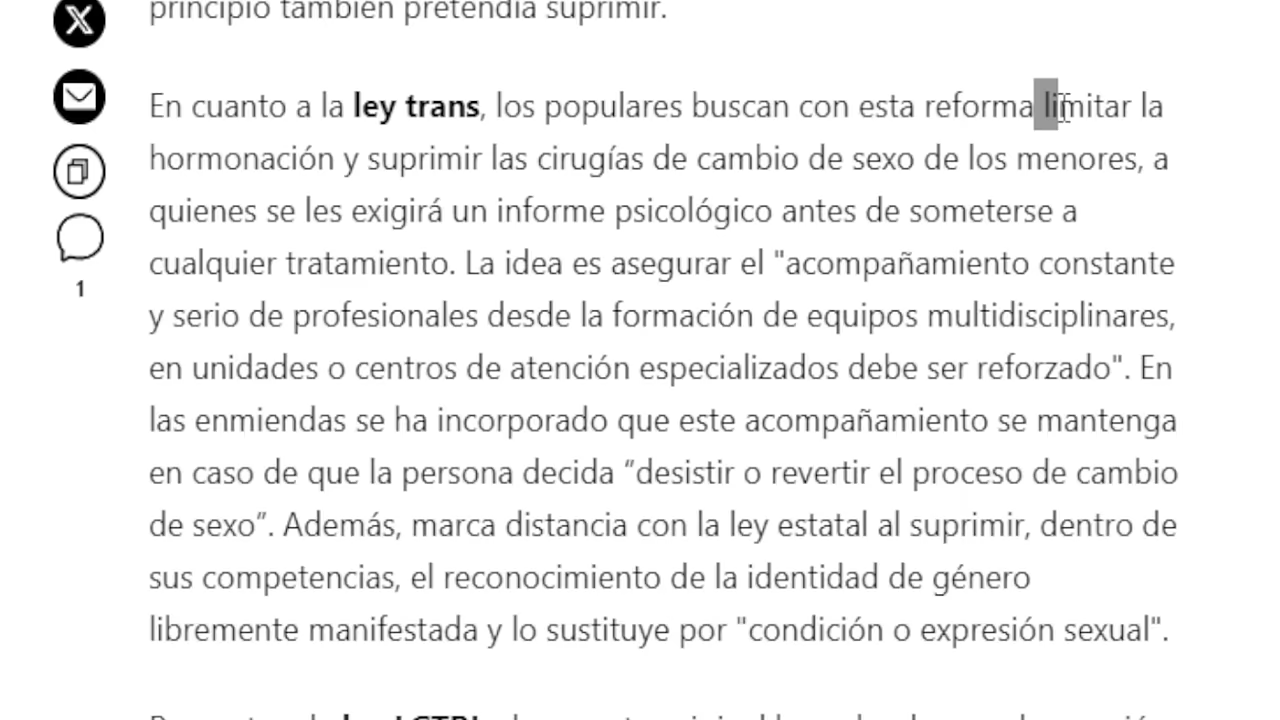 principio también pretendía suprimir.
En cuanto a la ley trans, los populares buscan con esta reforma limitar la
hormonación y suprimir las cirugías de cambio de sexo de los menores, a
quienes se les exigirá un informe psicológico antes de someterse a
cualquier tratamiento. La idea es asegurar el "acompañamiento constante
y serio de profesionales desde la formación de equipos multidisciplinares,
en unidades o centros de atención especializados debe ser reforzado". En
las enmiendas se ha incorporado que este acompañamiento se mantenga
en caso de que la persona decida “desistir o revertir el proceso de cambio
de sexo”. Además, marca distancia con la ley estatal al suprimir, dentro de
sus competencias, el reconocimiento de la identidad de género
libremente manifestada y lo sustituye por "condición o expresión sexual".
1